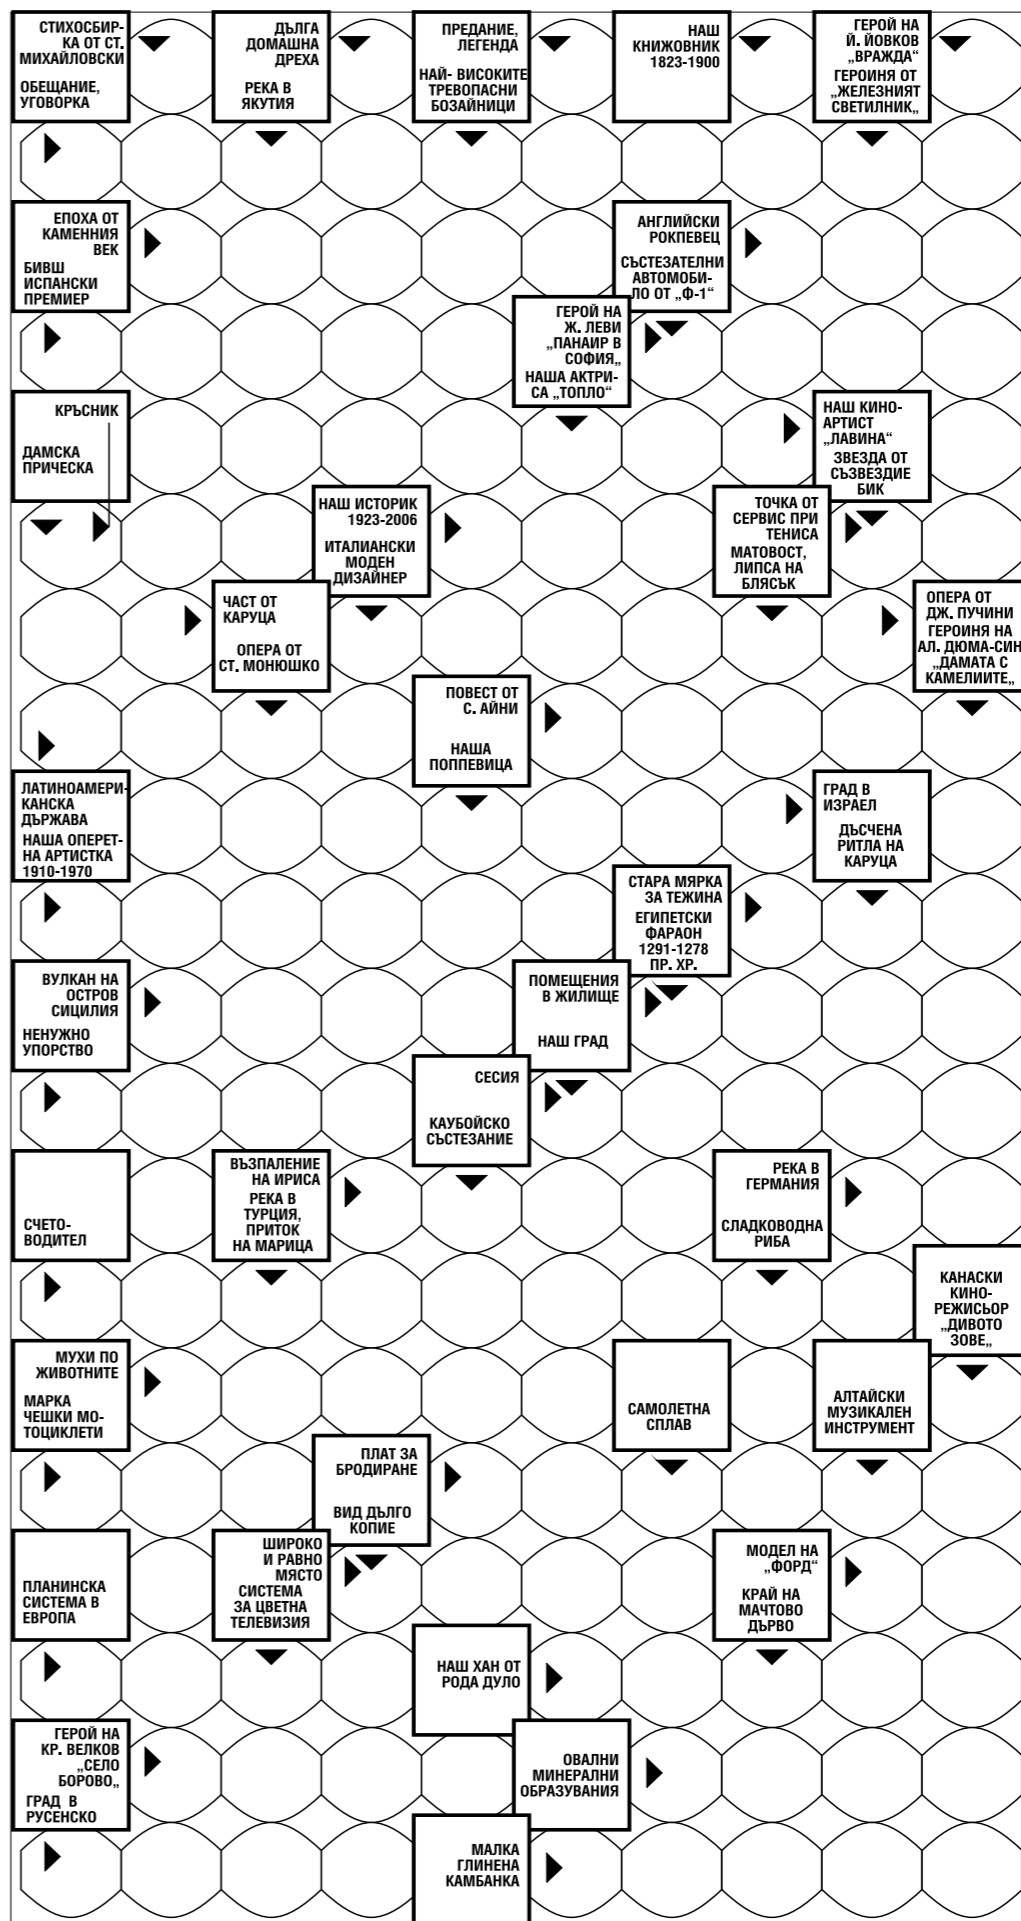 СТИХОСБИР-
КА ОТ СТ.
МИХАЙЛОВСКИ
ОБЕЩАНИЕ,
УГОВОРКА
ДЪЛГА
ДОМАШНА
ДРЕХА
РЕКА В
ЯКУТИЯ
ПРЕДАНИЕ,
ЛЕГЕНДА
НАЙ- ВИСОКИТЕ
ТРЕВОПАСНИ
БОЗАЙНИЦИ
НАШ
КНИЖОВНИК
1823-1900
ГЕРОЙ НА
Й. ЙОВКОВ
„ВРАЖДА“
ГЕРОИНЯ ОТ
„ЖЕЛЕЗНИЯТ
СВЕТИЛНИК„
ЕПОХА ОТ
КАМЕННИЯ
ВЕК
БИВШ
ИСПАНСКИ
ПРЕМИЕР
АНГЛИЙСКИ
РОКПЕВЕЦ
СЪСТЕЗАТЕЛНИ
АВТОМОБИ-
ЛО ОТ „Ф-1“
ГЕРОЙ НА
Ж. ЛЕВИ
„ПАНАИР В
СОФИЯ„
НАША АКТРИ-
СА „ТОПЛО“
КРЪСНИК
ДАМСКА
ПРИЧЕСКА
НАШ КИНО-
АРТИСТ
„ЛАВИНА“
ЗВЕЗДА ОТ
СЪЗВЕЗДИЕ
БИК
НАШ ИСТОРИК
1923-2006
ИТАЛИАНСКИ
МОДЕН
ДИЗАЙНЕР
ТОЧКА ОТ
СЕРВИС ПРИ
ТЕНИСА
МАТОВОСТ,
ЛИПСА НА
БЛЯСЪК
ЧАСТ ОТ
КАРУЦА
ОПЕРА ОТ
СТ. МОНЮШКО
ОПЕРА ОТ
ДЖ. ПУЧИНИ
ГЕРОИНЯ НА
АЛ. ДЮМА-СИН
„ДАМАТА С
КАМЕЛИИТЕ„
ПОВЕСТ ОТ
С. АЙНИ
НАША
ПОППЕВИЦА
ЛАТИНОАМЕРИ-
КАНСКА
ДЪРЖАВА
НАША ОПЕРЕТ-
НА АРТИСТКА
1910-1970
ГРАД В
ИЗРАЕЛ
ДЪСЧЕНА
РИТЛА НА
КАРУЦА
СТАРА МЯРКА
ЗА ТЕЖИНА
ЕГИПЕТСКИ
ФАРАОН
1291-1278
ПР. ХР.
ВУЛКАН НА
ОСТРОВ
СИЦИЛИЯ
НЕНУЖНО
УПОРСТВО
ПОМЕЩЕНИЯ
В ЖИЛИЩЕ
НАШ ГРАД
СЕСИЯ
КАУБОЙСКО
СЪСТЕЗАНИЕ
СЧЕТО-
ВОДИТЕЛ
ВЪЗПАЛЕНИЕ
НА ИРИСА
РЕКА В
ТУРЦИЯ,
ПРИТОК
НА МАРИЦА
РЕКА В
ГЕРМАНИЯ
СЛАДКОВОДНА
РИБА
КАНАСКИ
КИНО-
РЕЖИСЬОР
„ДИВОТО
ЗОВЕ„
МУХИ ПО
ЖИВОТНИТЕ
МАРКА
ЧЕШКИ МО-
ТОЦИКЛЕТИ
САМОЛЕТНА
СПЛАВ
АЛТАЙСКИ
МУЗИКАЛЕН
ИНСТРУМЕНТ
ПЛАТ ЗА
БРОДИРАНЕ
ВИД ДЪЛГО
КОПИЕ
ПЛАНИНСКА
СИСТЕМА В
ЕВРОПА
ШИРОКО
И РАВНО
МЯСТО
СИСТЕМА
ЗА ЦВЕТНА
ТЕЛЕВИЗИЯ
МОДЕЛ НА
„ФОРД“
КРАЙ НА
МАЧТОВО
ДЪРВО
НАШ ХАН ОТ
РОДА ДУЛО
ГЕРОЙ НА
КР. ВЕЛКОВ
„СЕЛО
БОРОВО„
ГРАД В
РУСЕНСКО
ОВАЛНИ
МИНЕРАЛНИ
ОБРАЗУВАНИЯ
МАЛКА
ГЛИНЕНА
КАМБАНКА